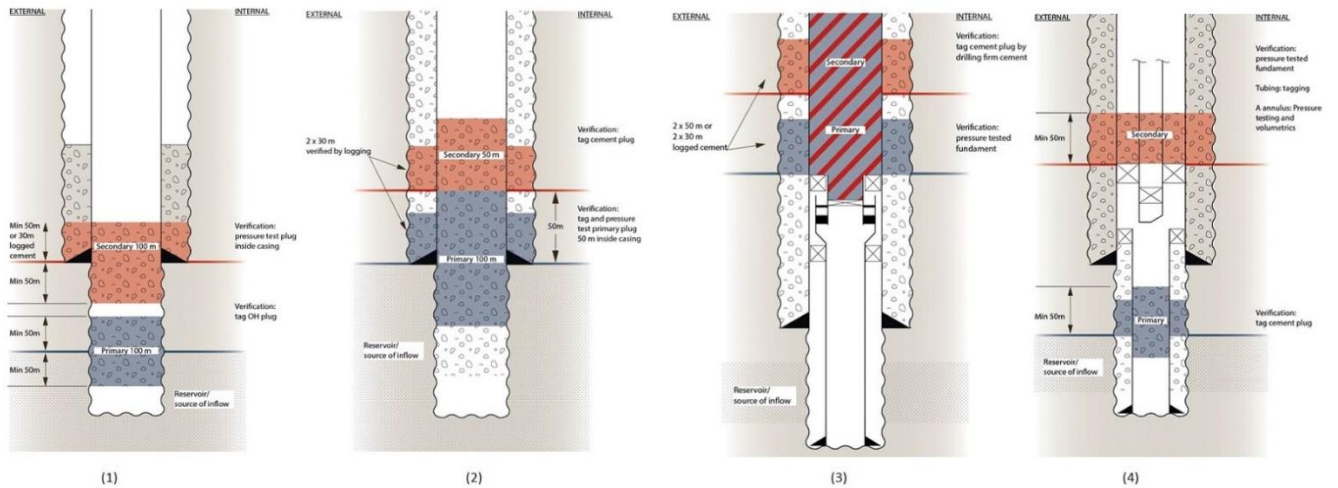 EXTERNAL
INTERNAL
Min 50m
or 30m
logged
cement
Secondary 100 m
Verification:
pressure test plug
inside casing
Min 50m
Verification:
tag OH plug
Min 50m
Primary 100 m
Min 50m
Reservoir/
source of inflow
(1)
EXTERNAL
INTERNAL
2 x 30 m
verified by logging
Verification:
tag cement plug
Secondary 50 m
Verification:
tag and pressure
test primary plug
50 m inside casing
50m
Primary 100 m
Reservoir/
source of inflow
(2)
EXTERNAL
INTERNAL
Verification:
tag cement plug by
drilling firm cement
Secondary
2 x 50 m or
2 x 30 m
logged cement
Primary
Verification:
pressure tested
fundament
Reservoir/
source of inflow
(3)
EXTERNAL
INTERNAL
Verification:
pressure tested
fundament
Tubing: tagging
A annulus: Pressure
testing and
volumetrics
Min 50m
Secondary
Min 50m
Primary
Verification:
tag cement plug
Reservoir/
source of inflow
(4)